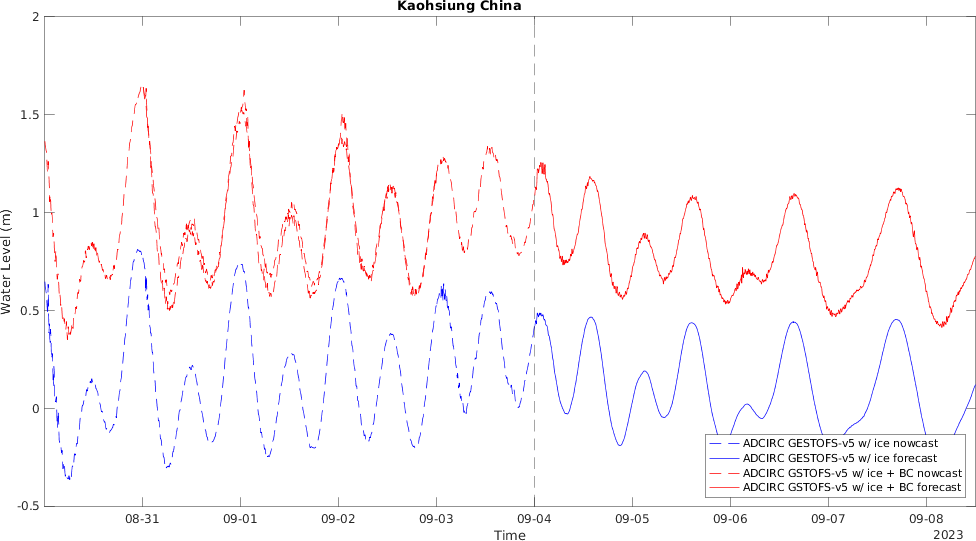 Kaohsiung China
2
1.5
1
0.5
0
-0.5
Water Level (m)
08-31 09-01 09-02 09-03 09-04 09-05 09-06 09-07 09-08
Time
2023
ADCIRC GESTOFS-v5 w/ ice nowcast
ADCIRC GESTOFS-v5 w/ ice forecast
ADCIRC GSTOFS-v5 w/ ice + BC nowcast
ADCIRC GSTOFS-v5 w/ ice + BC forecast